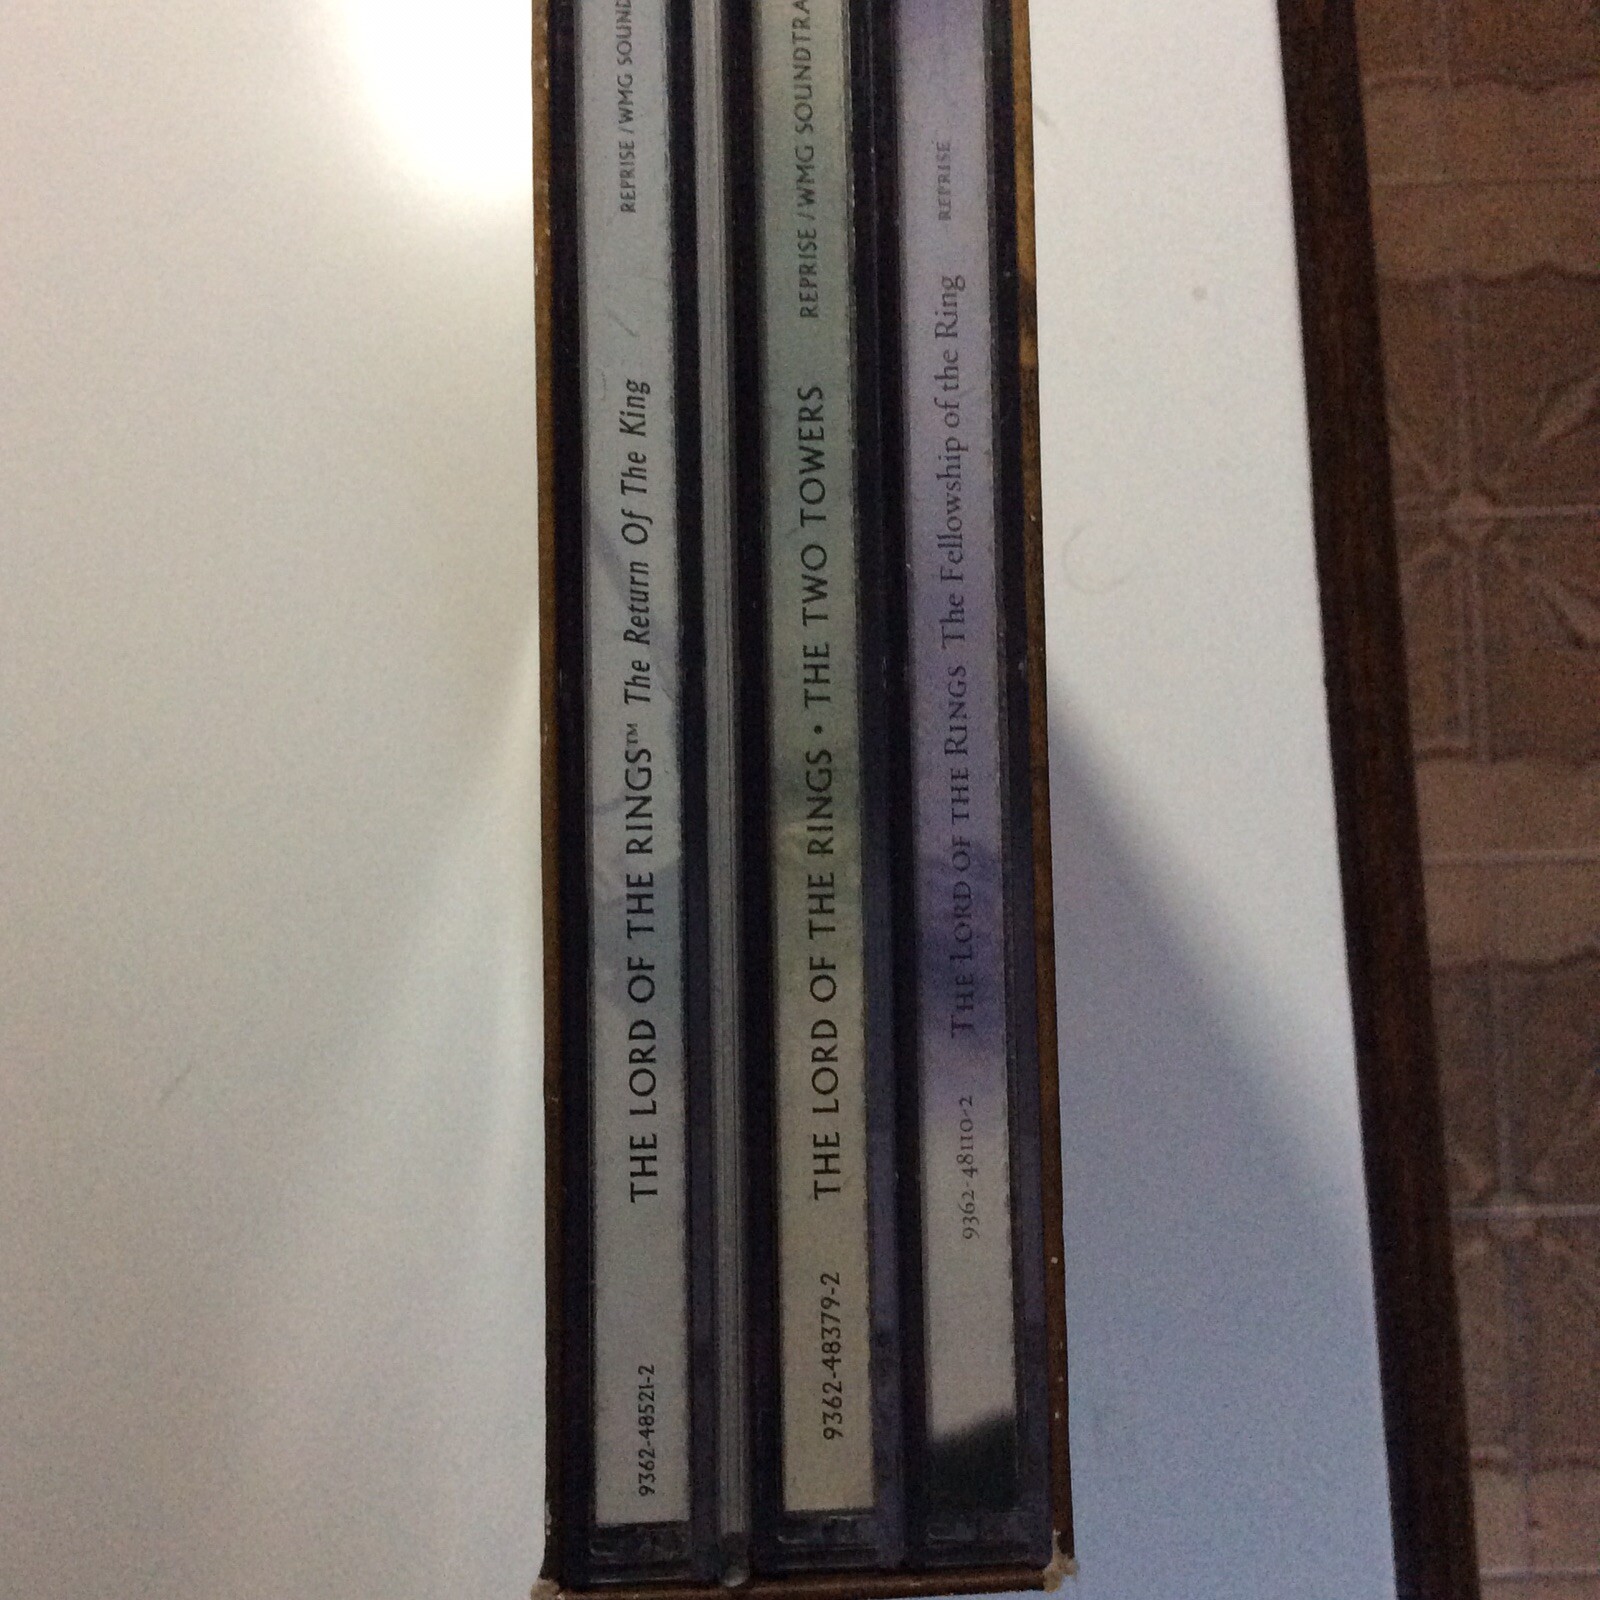 9362-48521-2 THE LORD OF THE RINGS™ The Return Of The King REPRISE / WMG SOUND
9362-48379-2 THE LORD OF THE RINGS • THE TWO TOWERS REPRISE / WMG SOUNDTRA
9362-48110-2 THE LORD OF THE RINGS The Fellowship of the Ring REPRISE